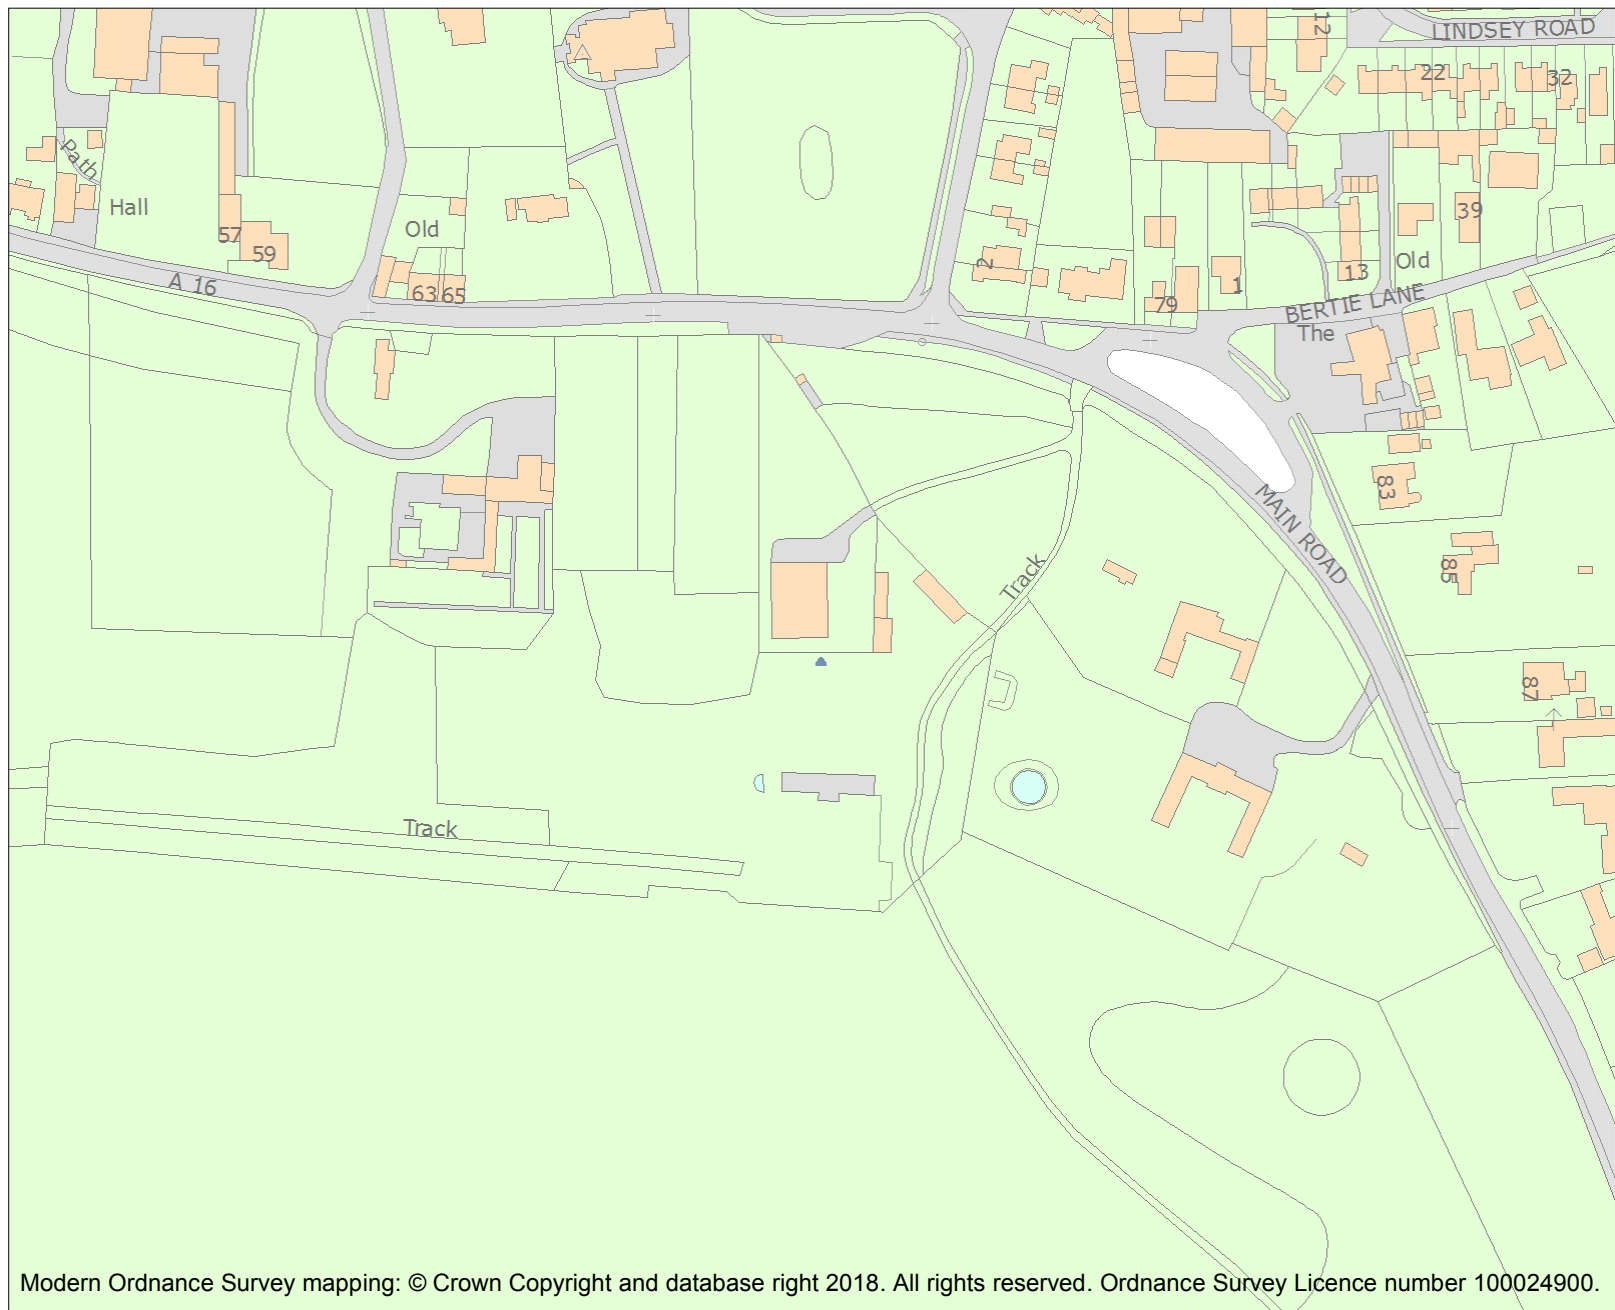 12
LINDSEY ROAD
22
32
Path
Hall
57
59
Old
A 16
63
65
2
79
1
13
39
Old
BERTIE LANE
The
83
MAIN ROAD
85
Track
87
Track
Modern Ordnance Survey mapping: © Crown Copyright and database right 2018. All rights reserved. Ordnance Survey Licence number 100024900.